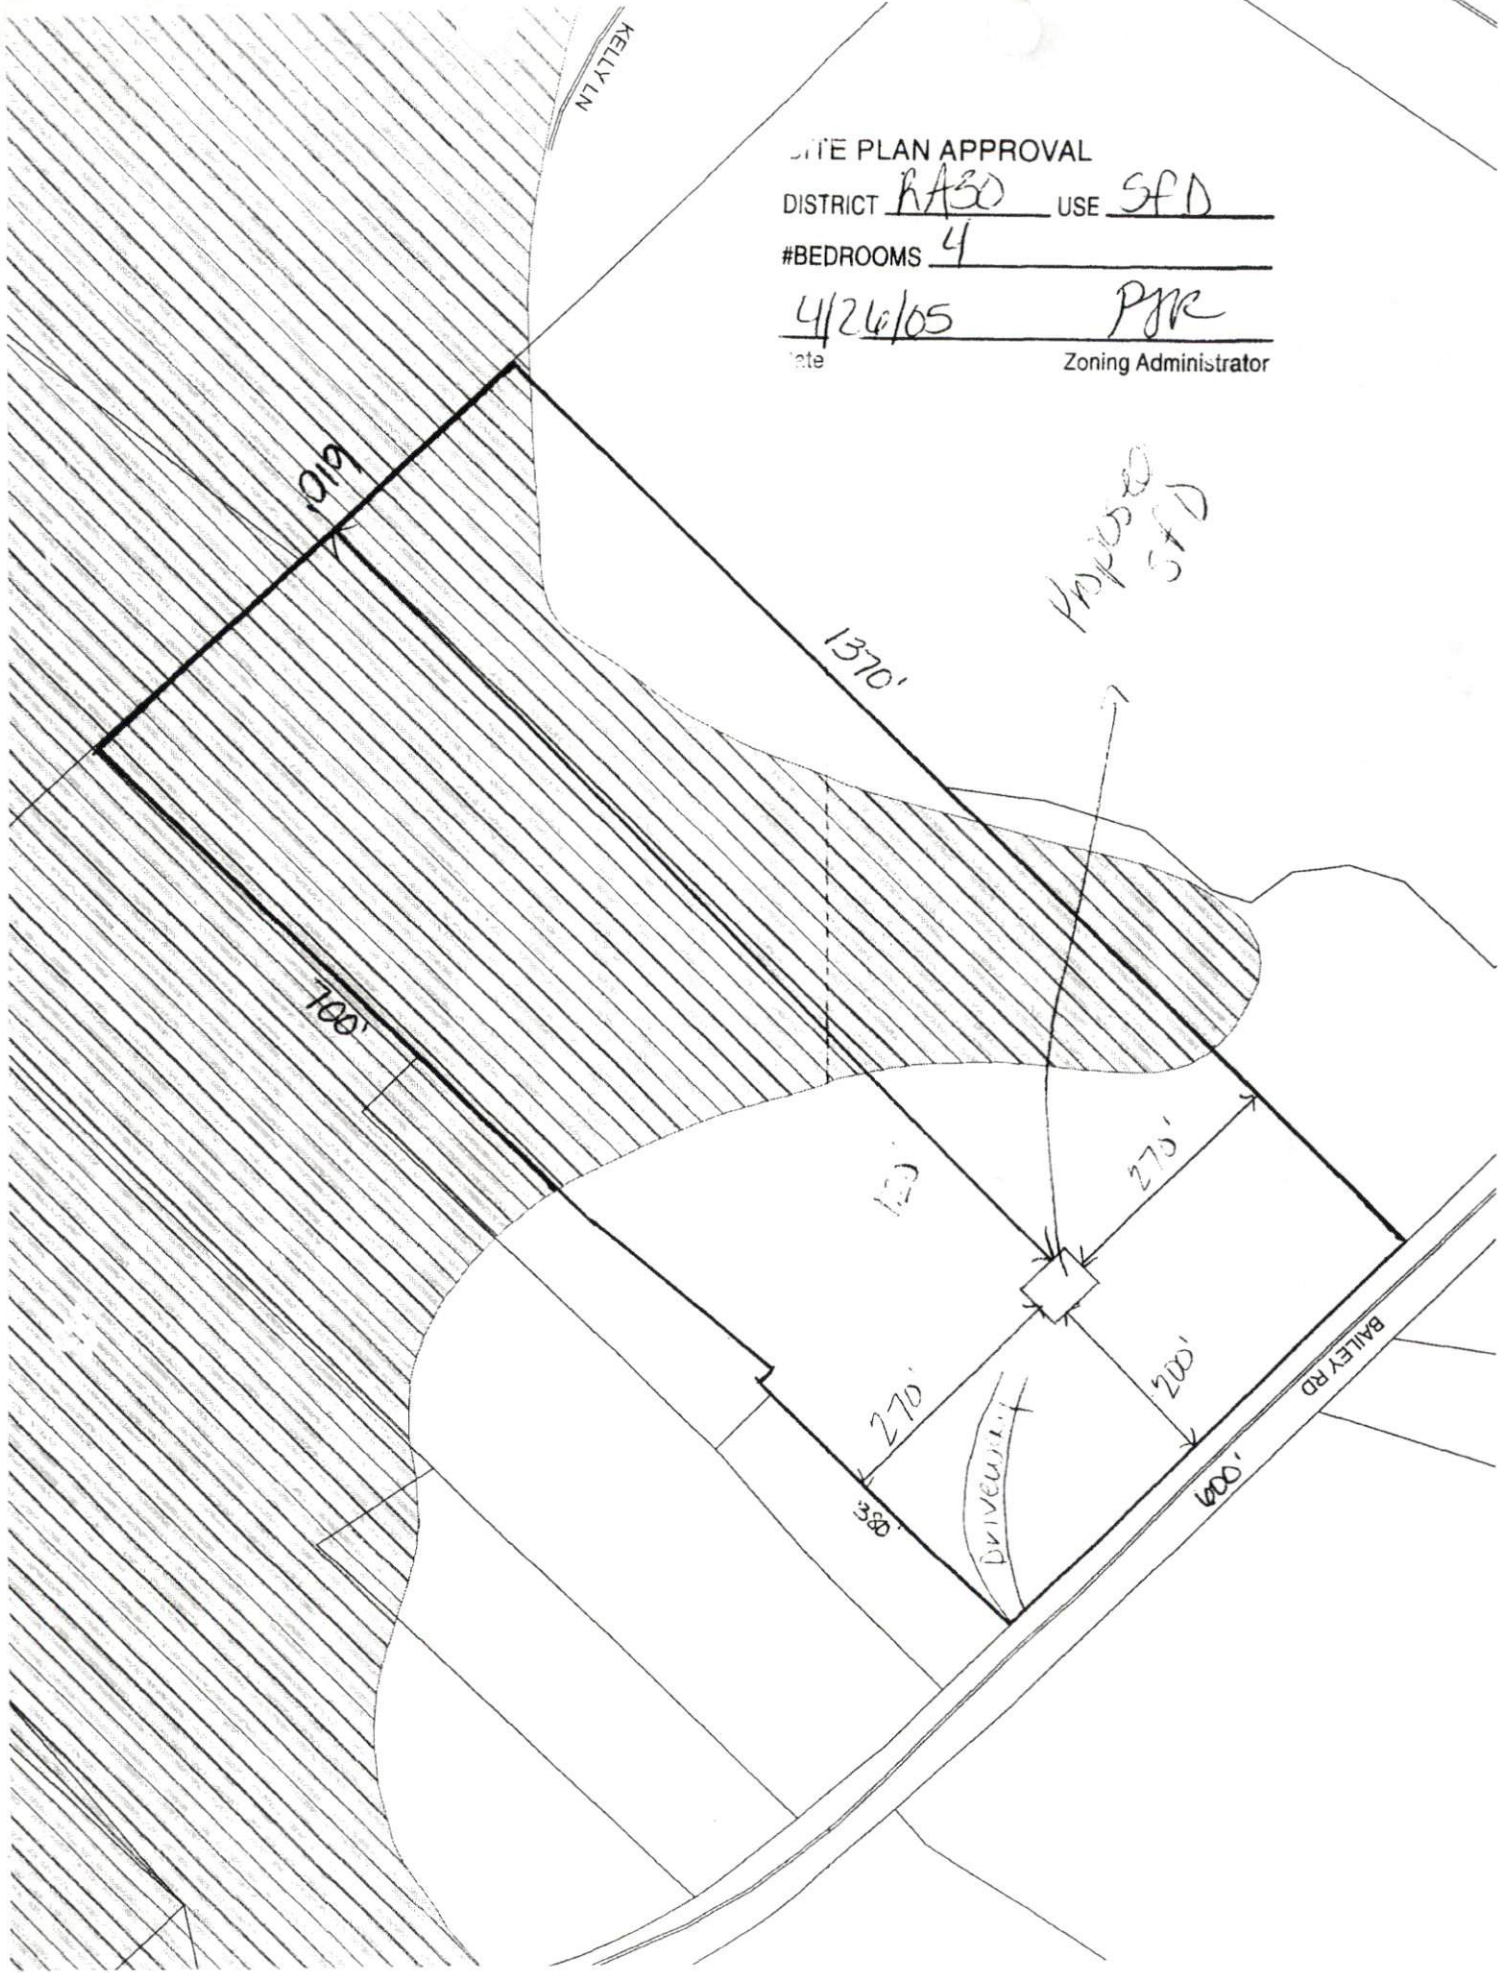 KELLY LN
SITE PLAN APPROVAL
DISTRICT RA30 USE SFD
#BEDROOMS 4
4/26/05
Date Zoning Administrator
610'
Proposed
SFD
1370'
700'
270'
270'
200'
BAILEY RD
600'
380'
Driveway